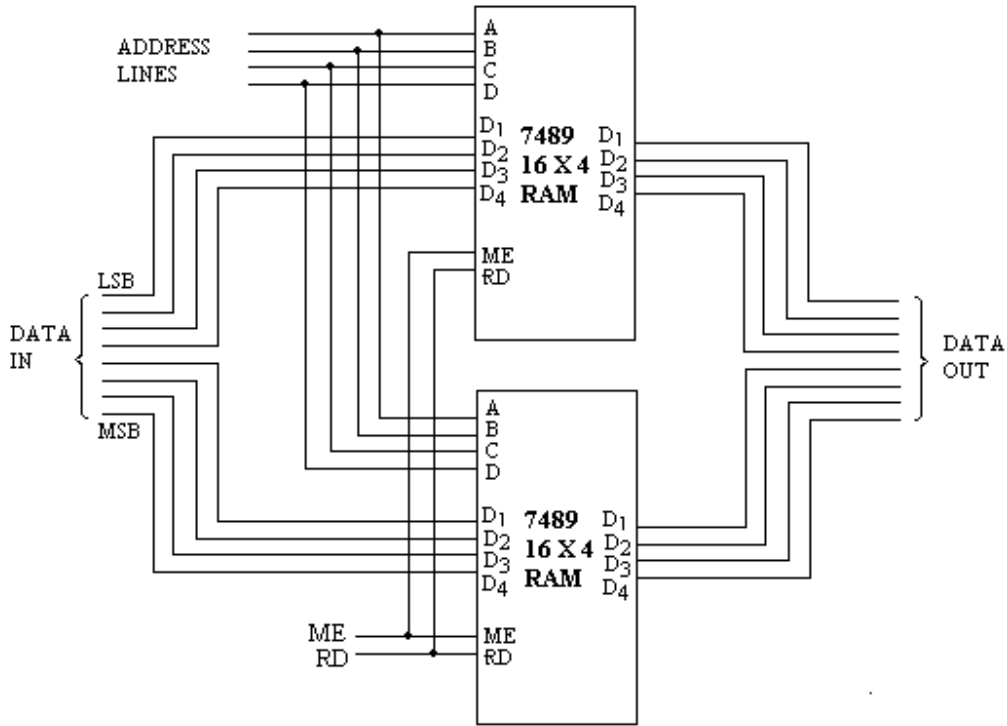 ADDRESS
LINES
A
B
C
D
D1
D2
D3
D4
7489
16 X 4
RAM
D1
D2
D3
D4
ME
RD
LSB
DATA
IN
MSB
DATA
OUT
A
B
C
D
D1
D2
D3
D4
7489
16 X 4
RAM
D1
D2
D3
D4
ME
RD
ME
RD